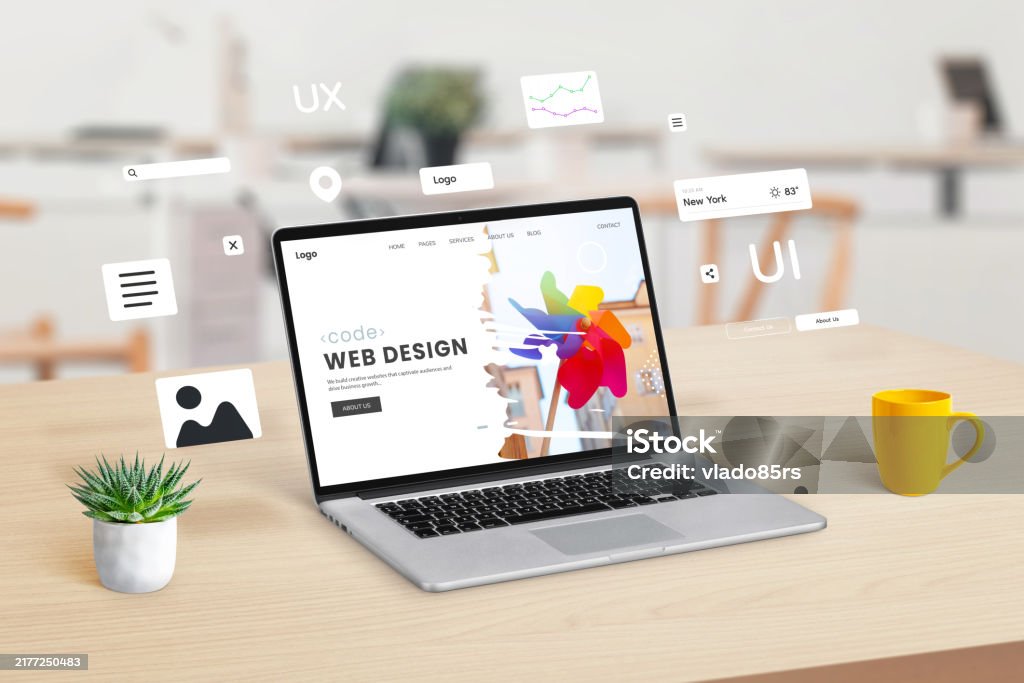 UX
Logo
10:25 AM
New York
83°
UI
Contact Us
About Us
Logo
HOME PAGES SERVICES ABOUT US BLOG CONTACT
<code>
WEB DESIGN
We build creative websites that captivate audiences and
drive business growth...
ABOUT US
iStock™
Credit: vlado85rs
2177250483